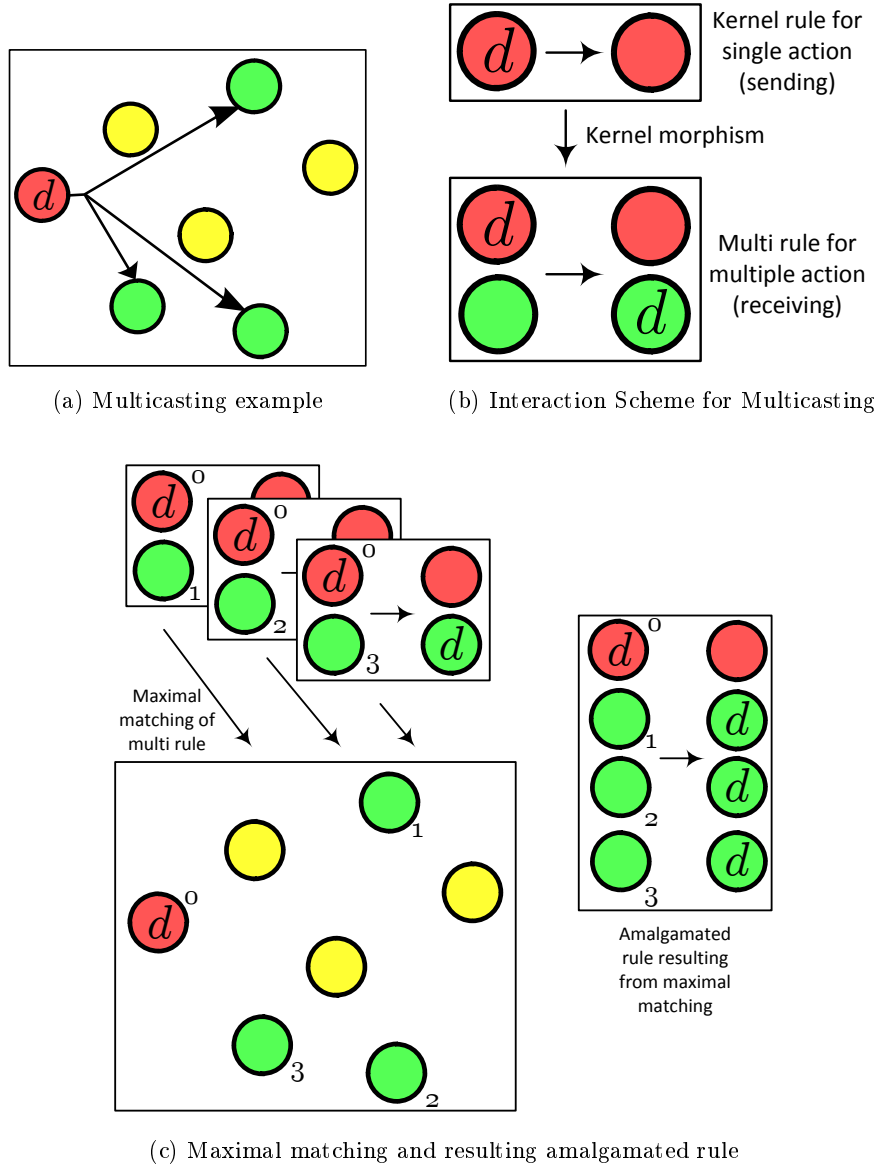 d
d
Kernel rule for
single action
(sending)
Kernel morphism
d
d
Multi rule for
multiple action
(receiving)
(a) Multicasting example
(b) Interaction Scheme for Multicasting
d 0
1
d 0
2
d 0
3
d
Maximal
matching of
multi rule
1
d 0
3
2
d 0
1
d
2
d
3
d
Amalgamated
rule resulting
from maximal
matching
(c) Maximal matching and resulting amalgamated rule